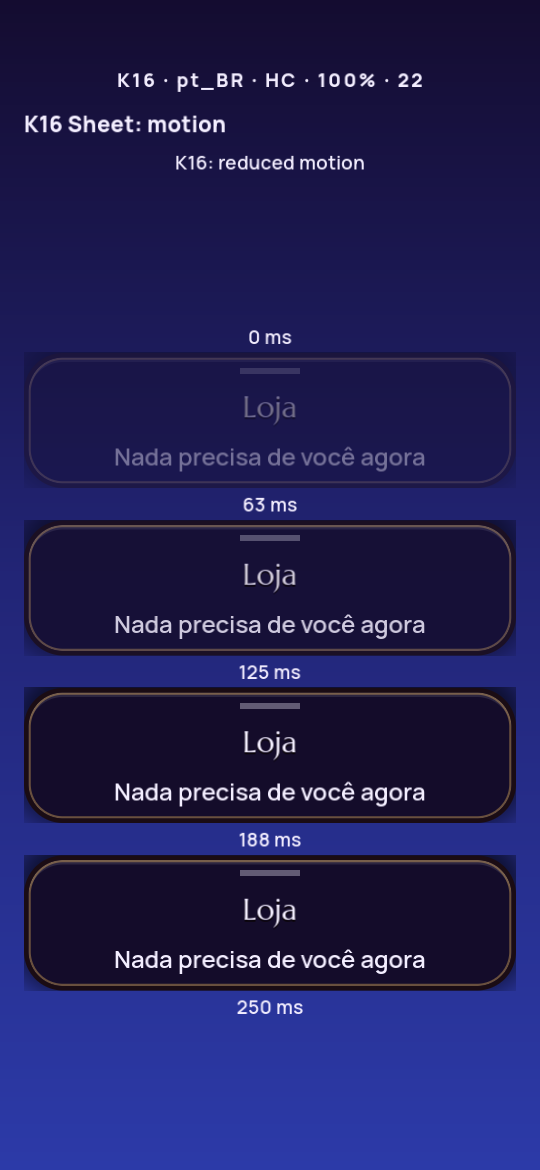 K16 · pt_BR · HC · 100% · 22
K16 Sheet: motion
K16: reduced motion
0 ms
Loja
Nada precisa de você agora
63 ms
Loja
Nada precisa de você agora
125 ms
Loja
Nada precisa de você agora
188 ms
Loja
Nada precisa de você agora
250 ms